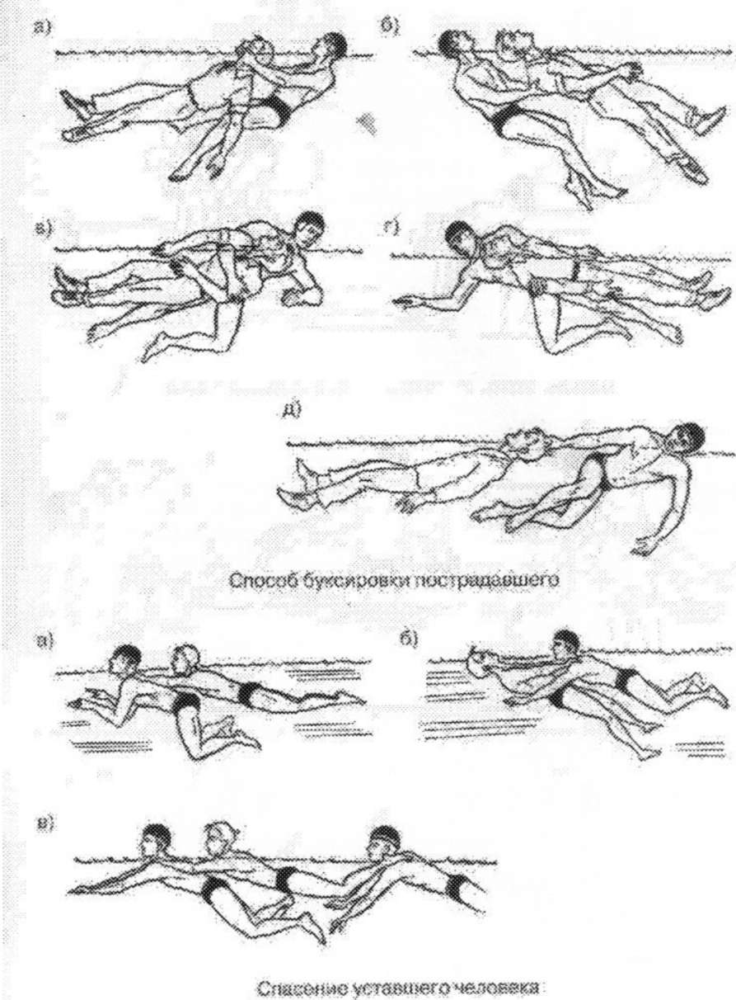 а)
б)
в)
г)
д)
Способ буксировки пострадавшего
а)
б)
в)
Спасение уставшего человека